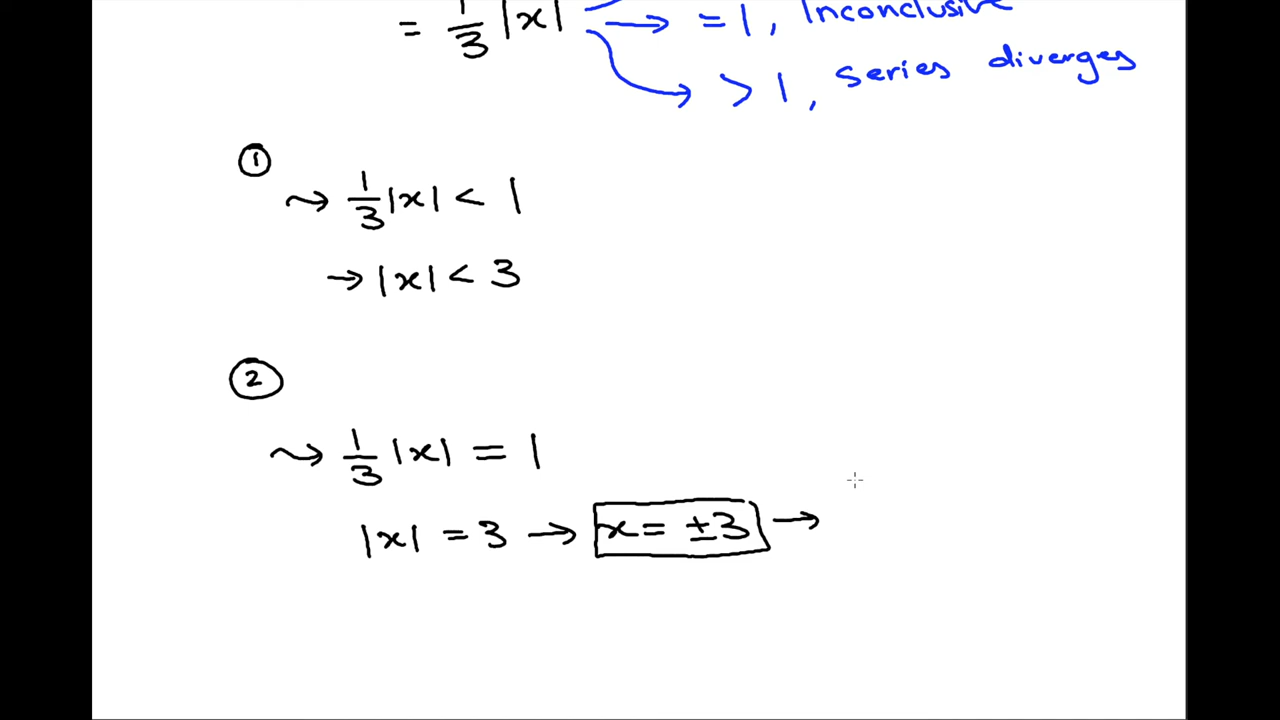 = 1/3 |x| → = 1, Inconclusive
→ > 1, series diverges
①
⇝ 1/3 |x| < 1
→ |x| < 3
②
⇝ 1/3 |x| = 1
|x| = 3 → x = ±3 →